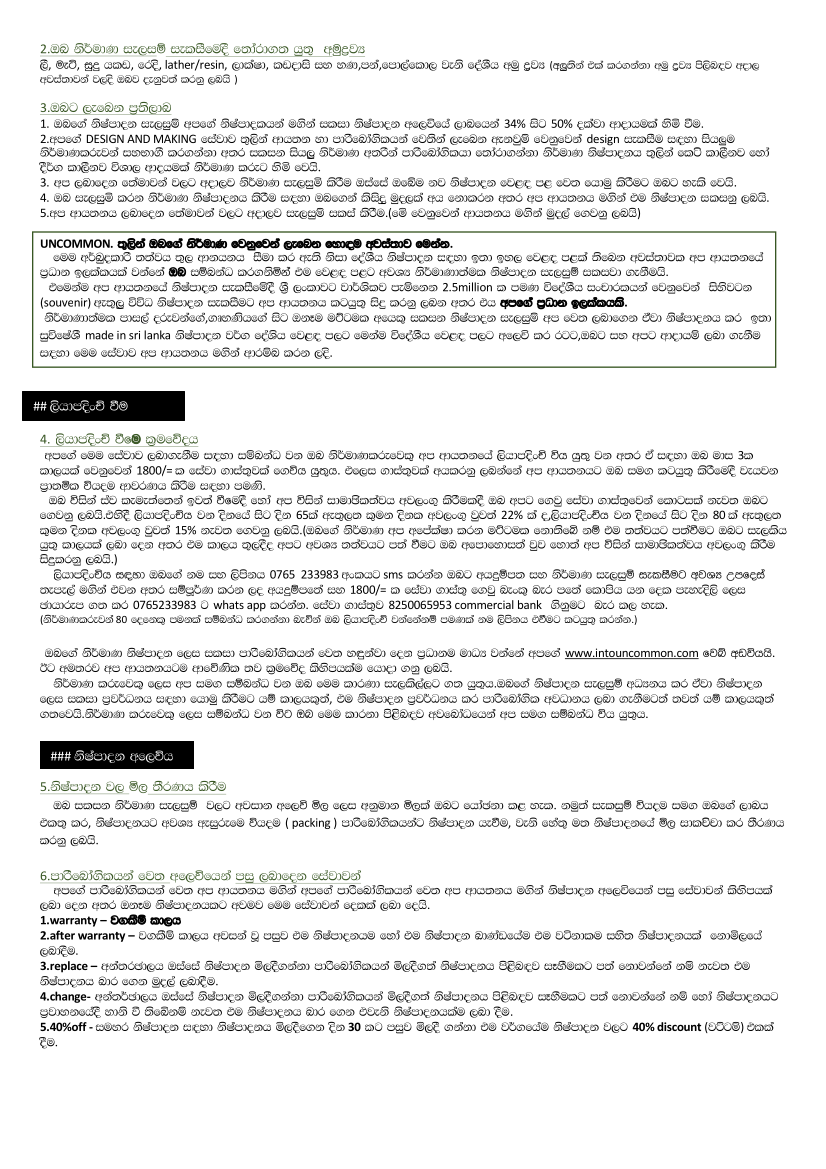 2.ඔබ නිර්මාණ සැලසම් සැකසීමේදී තෝරාගත යුතු අමුද්‍රව්‍ය
ලී, මැටි, සුදු යකඩ, රෙදි, lather/resin, ලාක්ෂා, කඩදාසි සහ හණ,පන්,පොල්කොල වැනි දේශීය අමු ද්‍රව්‍ය (අලුතින් එක් කරගන්නා අමු ද්‍රව්‍ය පිලිබඳව අදාල
අවස්තාවන් වලදී ඔබව දැනුවත් කරනු ලබයි )
3.ඔබට ලැබෙන ප්‍රතිලාබ
1. ඔබගේ නිෂ්පාදන සැලසුම් අපගේ නිෂ්පාදකයන් මගින් සකසා නිෂ්පාදන අලෙවියේ ලාබයෙන් 34% සිට 50% දක්වා ආදායමක් හිමි වීම.
2.අපගේ DESIGN AND MAKING සේවාව තුලින් ආයතන හා පාරිබෝගිකයන් වෙතින් ලැබෙන ඇනවුම් වෙනුවෙන් design සැකසීම සඳහා සියලුම
නිර්මාණකරුවන් සහභාගී කරගන්නා අතර සකසන සියලු නිර්මාණ අතරින් පාරිබෝගිකයා තෝරාගන්නා නිර්මාණ නිෂ්පාදනය තුලින් කෙටි කාලීනව හෝ
දීර්ග කාලීනව විශාල ආදයමක් නිර්මාණ කරුට හිමි වෙයි.
3. අප ලබාදෙන තේමාවන් වලට අදාලව නිර්මාණ සැලසුම් කිරීම ඔස්සේ ඔබේම නව නිෂ්පාදන වෙළඳ පළ වෙත යොමු කිරීමට ඔබට හැකි වෙයි.
4. ඔබ සැලසුම් කරන නිර්මාණ නිෂ්පාදනය කිරීම සඳහා ඔබගෙන් කිසිදු මුදලක් අය නොකරන අතර අප ආයතනය මගින් එම නිෂ්පාදන සකසනු ලබයි.
5.අප ආයතනය ලබාදෙන තේමාවන් වලට අදාලව සැලසුම් සකස් කිරීම.(මේ වෙනුවෙන් ආයතනය මගින් මුදල් ගෙවනු ලබයි)
UNCOMMON. තුලින් ඔබගේ නිර්මාණ වෙනුවෙන් ලැබෙන හොඳම අවස්තාව මෙන්න.
මෙම අර්බුදකාරී තත්වය තුල ආනයනය සීමා කර ඇති නිසා දේශීය නිෂ්පාදන සඳහා ඉතා ඉහල වෙළඳ පළක් තිබෙන අවස්තාවක අප ආයතයේ
ප්‍රධාන ඉලක්කයක් වන්නේ ඔබ සම්බන්ධ කරගනිමින් එම වෙළඳ පළට අවශ්‍ය නිර්මාණාත්මක නිෂ්පාදන සැලසුම් සකසවා ගැනීමයි.
එමෙන්ම අප ආයතනයේ නිෂ්පාදන සැකසීමේදී ශ්‍රී ලංකාවට වාර්ශිකව පැමිනෙන 2.5million ක පමණ විදේශීය සංචාරකයන් වෙනුවෙන් සිහිවටන
(souvenir) ඇතුලු විවිධ නිෂ්පාදන සැකසීමට අප ආයතනය කටයුතු සිදු කරනු ලබන අතර එය අපගේ ප්‍රධාන ඉලක්කයකි.
නිර්මාණාත්මක පාසල් දරුවන්ගේ,ගෘහණියගේ සිට ඔනෑම මට්ටමක අයෙකු සකසන නිෂ්පාදන සැලසුම් අප වෙත ලබාගෙන ඒවා නිෂ්පාදනය කර ඉතා
සුවිෂේශී made in sri lanka නිෂ්පාදන වර්ග දේශිය වෙළඳ පලට මෙන්ම විදේශීය වෙළඳ පලට අලෙවි කර රටට,ඔබට සහ අපට ආදායම් ලබා ගැනීම
සඳහා මෙම සේවාව අප ආයතනය මගින් ආරම්බ කරන ලදි.
## ලියාපදිංචි වීම
4. ලියාපදිංචි වීමෙ ක්‍රමවේදය
අපගේ මෙම සේවාව ලබාගැනීම සඳහා සම්බන්ධ වන ඔබ නිර්මාණකරුවෙකු අප ආයතනයේ ලියාපදිංචි විය යුතු වන අතර ඒ සඳහා ඔබ මාස 3ක
කාලයක් වෙනුවෙන් 1800/= ක සේවා ගාස්තුවක් ගෙවිය යුතුය. එලෙස ගාස්තුවක් අයකරනු ලබන්නේ අප ආයතනයට ඔබ සමග කටයුතු කිරීමේදී වැයවන
ප්‍රාතමික වියදම ආවරණය කිරීම සඳහා පමණි.
ඔබ විසින් ස්ව කැමැත්තෙන් ඉවත් වීමේදී හෝ අප විසින් සාමාජිකත්වය අවලංගු කිරීමකදී ඔබ අපට ගෙවු සේවා ගාස්තුවෙන් කොටසක් නැවත ඔබට
ගෙවනු ලබයි.එහිදී ලියාපදිංචිය වන දිනයේ සිට දින 65ක් ඇතුලත කුමන දිනක අවලංගු වුවත් 22% ක් ද,ලියාපදිංචිය වන දිනයේ සිට දින 80 ක් ඇතුලත
කුමන දිනක අවලංගු වුවත් 15% නැවත ගෙවනු ලබයි.(ඔබගේ නිර්මාණ අප අපේක්ෂා කරන මට්ටමක නොතිබේ නම් එම තත්වයට පත්වීමට ඔබට සැලකිය
යුතු කාලයක් ලබා දෙන අතර එම කාලය තුලදීද අපට අවශ්‍ය තත්වයට පත් වීමට ඔබ අපොහොසත් වුව හොත් අප විසින් සාමාජිකත්වය අවලංගු කිරීම
සිදුකරනු ලබයි.)
ලියාපදිංචිය සඳහා ඔබගේ නම සහ ලිපිනය 0765 233983 අංකයට sms කරන්න ඔබට අයදුම්පත සහ නිර්මාණ සැලසුම් සැකසීමට අවශ්‍ය උපදෙස්
තැපැල් මගින් එවන අතර සම්පූර්ණ කරන ලද අයදුම්පතේ සහ 1800/= ක සේවා ගාස්තු ගෙවු බැංකු බැර පතේ කොපිය යන දෙක පැහැදිලි ලෙස
ඡායාරුප ගත කර 0765233983 ට whats app කරන්න. සේවා ගාස්තුව 8250065953 commercial bank ගිනුමට බැර කල හැක.
(නිර්මාණකරුවන් 80 දෙනෙකු පමනක් සම්බන්ධ කරගන්නා බැවින් ඔබ ලියාපදිංචි වන්නේනම් පමණක් නම ලිපිනය එවීමට කටයුතු කරන්න.)
ඔබගේ නිර්මාණ නිෂ්පාදන ලෙස සකසා පාරිබෝගිකයන් වෙත හඳුන්වා දෙන ප්‍රධානම මාධ්‍ය වන්නේ අපගේ www.intouncommon.com වෙබ් අඩවියයි.
ඊට අමතරව අප ආයතනයටම ආවේණික තව ක්‍රමවේද කිහිපයක්ම යොදා ගනු ලබයි.
නිර්මාණ කරුවෙකු ලෙස අප සමග සම්බන්ධ වන ඔබ මෙම කාරණා සැලකිල්ලට ගත යුතුය.ඔබගේ නිෂ්පාදන සැලසුම් අධ්‍යනය කර ඒවා නිෂ්පාදන
ලෙස සකසා ප්‍රවර්ධනය සඳහා යොමු කිරීමට යම් කාලයකුත්, එම නිෂ්පාදන ප්‍රවර්ධනය කර පාරිබෝගික අවධානය ලබා ගැනීමටත් තවත් යම් කාලයකුත්
ගතවෙයි.නිර්මාණ කරුවෙකු ලෙස සම්බන්ධ වන විට ඔබ මෙම කාරනා පිළිබඳව අවබෝධයෙන් අප සමග සම්බන්ධ විය යුතුය.
### නිෂ්පාදන අලෙවිය
5.නිෂ්පාදන වල මිල තීරණය කිරීම
ඔබ සකසන නිර්මාණ සැලසුම් වලට අවසාන අලෙවි මිල ලෙස අනුමාන මිලක් ඔබට යෝජනා කළ හැක. නමුත් සැකසුම් වියදම සමග ඔබගේ ලාබය
එකතු කර, නිෂ්පාදනයට අවශ්‍ය ඇසුරුමෙ වියදම ( packing ) පාරිබෝගිකයන්ට නිෂ්පාදන යැවීම, වැනි හේතු මත නිෂ්පාදනයේ මිල සාකච්චා කර තීරණය
කරනු ලබයි.
6.පාරිබෝගිකයන් වෙත අලෙවියෙන් පසු ලබාදෙන සේවාවන්
අපගේ පාරිබෝගිකයන් වෙත අප ආයතනය මගින් අපගේ පාරිබෝගිකයන් වෙත අප ආයතනය මගින් නිෂ්පාදන අලෙවියෙන් පසු සේවාවන් කිහිපයක්
ලබා දෙන අතර ඔනෑම නිෂ්පාදනයකට අවමව මෙම සේවාවන් දෙකක් ලබා දෙයි.
1.warranty – වගකීම් කාලය
2.after warranty – වගකීම් කාලය අවසන් වූ පසුව එම නිෂ්පාදනයම හෝ එම නිෂ්පාදන බාණ්ඩයේම එම වටිනාකම සහිත නිෂ්පාදනයක් නොමිලයේ
ලබාදීම.
3.replace – අන්තරජාලය ඔස්සේ නිෂ්පාදන මිලදීගන්නා පාරිබෝගිකයන් මිලදීගත් නිෂ්පාදනය පිළිබඳව සෑහීමකට පත් නොවන්නේ නම් නැවත එම
නිෂ්පාදනය බාර ගෙන මුදල් ලබාදීම.
4.change- අන්තර්ජාලය ඔස්සේ නිෂ්පාදන මිලදීගන්නා පාරිබෝගිකයන් මිලදීගත් නිෂ්පාදනය පිළිබඳව සෑහීමකට පත් නොවන්නේ නම් හෝ නිෂ්පාදනයට
ප්‍රවාහනයේදී හානි වී තිබේනම් නැවත එම නිෂ්පාදනය බාර ගෙන එවැනි නිෂ්පාදනයක්ම ලබා දීම.
5.40%off - සමහර නිෂ්පාදන සඳහා නිෂ්පාදනය මිලදීගෙන දින 30 කට පසුව මිලදී ගන්නා එම වර්ගයේම නිෂ්පාදන වලට 40% discount (වට්ටම්) එකක්
දීම.